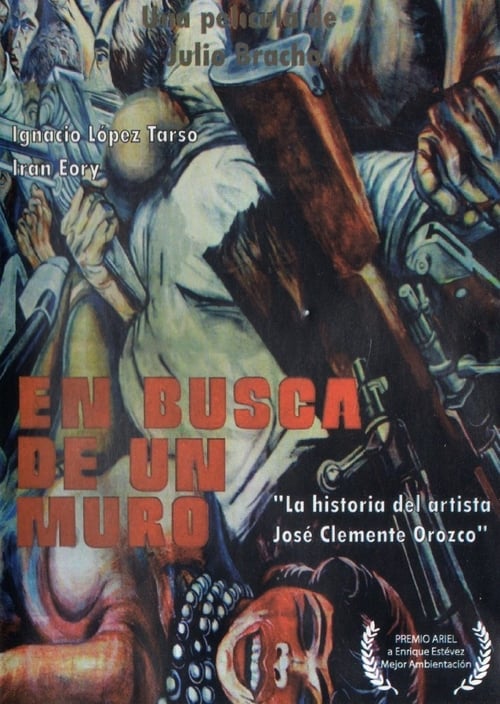 Una película de
Julio Bracho
Ignacio López Tarso
Iran Eory
EN BUSCA
DE UN
MURO
"La historia del artista
José Clemente Orozco"
PREMIO ARIEL
a Enrique Estévez
Mejor Ambientación